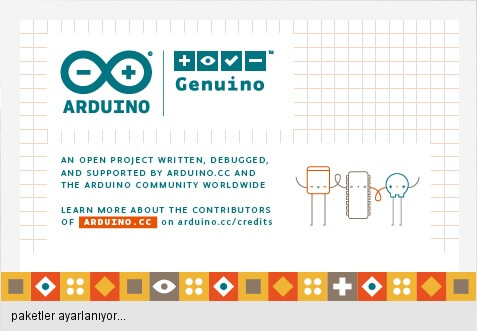 ARDUINO
Genuino
AN OPEN PROJECT WRITTEN, DEBUGGED,
AND SUPPORTED BY ARDUINO.CC AND
THE ARDUINO COMMUNITY WORLDWIDE
LEARN MORE ABOUT THE CONTRIBUTORS
OF ARDUINO.CC on arduino.cc/credits
paketler ayarlanıyor...